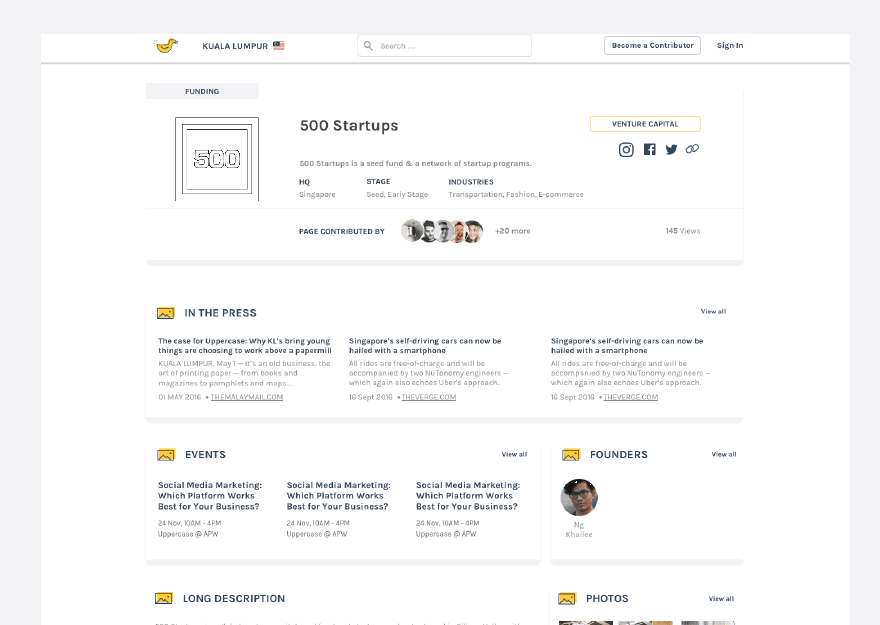 KUALA LUMPUR
Search ...
Become a Contributor
Sign In
FUNDING
500
500 Startups
VENTURE CAPITAL
500 Startups is a seed fund & a network of startup programs.
HQ STAGE INDUSTRIES
Singapore Seed, Early Stage Transportation, Fashion, E-commerce
PAGE CONTRIBUTED BY +20 more 145 Views
IN THE PRESS View all
The case for Uppercase: Why KL's bring young
things are choosing to work above a papermill
KUALA LUMPUR, May 1 — It's an old business, the
art of printing paper — from books and
magazines to pamphlets and maps...
01 MAY 2016 • THEMALAYMAIL.COM
Singapore's self-driving cars can now be
hailed with a smartphone
All rides are free-of-charge and will be
accompanied by two NuTonomy engineers —
which again also echoes Uber's approach.
16 Sept 2016 • THEVERGE.COM
Singapore's self-driving cars can now be
hailed with a smartphone
All rides are free-of-charge and will be
accompanied by two NuTonomy engineers —
which again also echoes Uber's approach.
16 Sept 2016 • THEVERGE.COM
EVENTS View all
Social Media Marketing:
Which Platform Works
Best for Your Business?
24 Nov, 10AM - 4PM
Uppercase @ APW
Social Media Marketing:
Which Platform Works
Best for Your Business?
24 Nov, 10AM - 4PM
Uppercase @ APW
Social Media Marketing:
Which Platform Works
Best for Your Business?
24 Nov, 10AM - 4PM
Uppercase @ APW
FOUNDERS View all
Ng
Khailee
LONG DESCRIPTION
PHOTOS View all